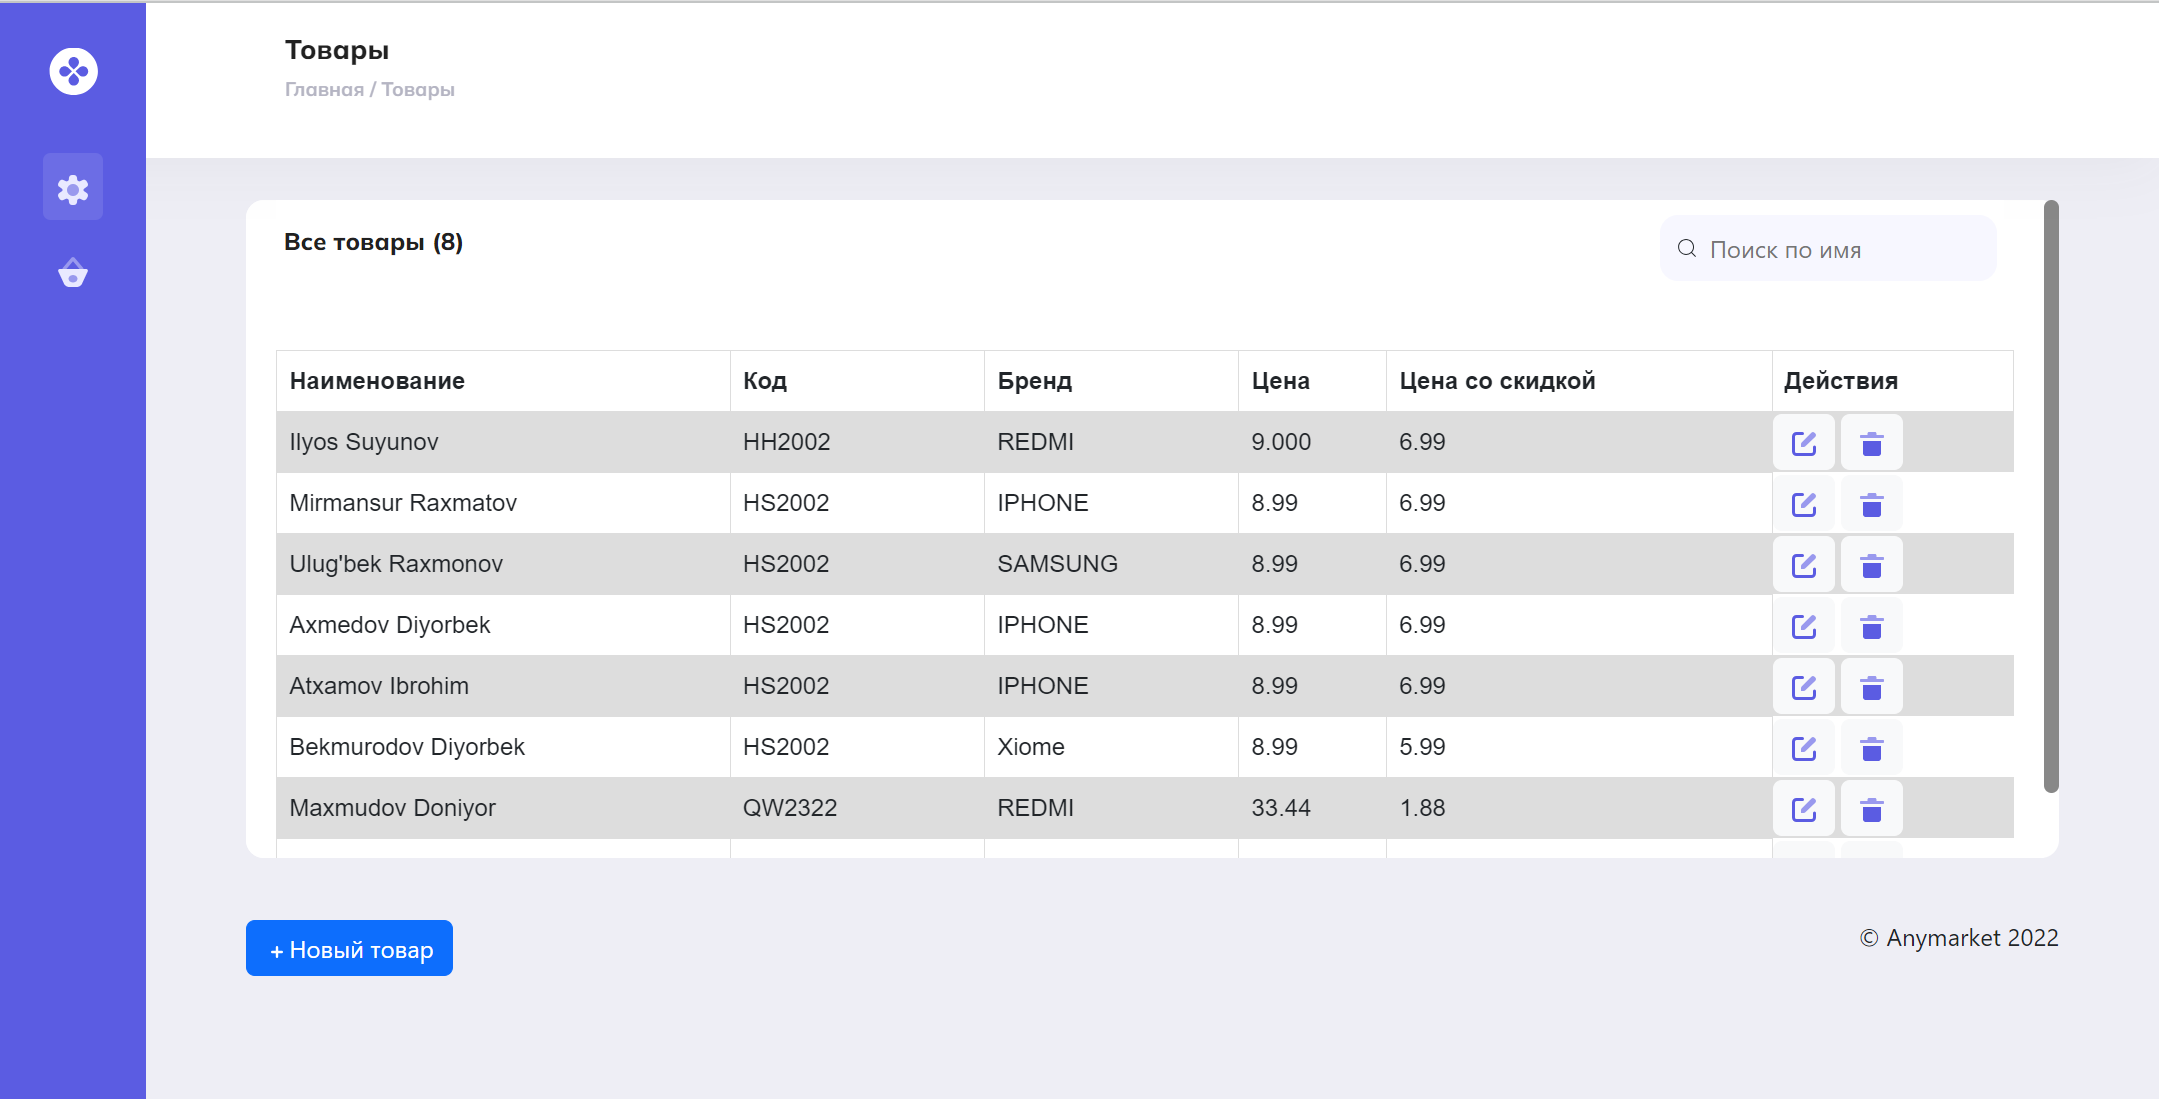 Товары
Главная / Товары
Все товары (8)
Поиск по имя
Наименование Код Бренд Цена Цена со скидкой Действия
Ilyos Suyunov HH2002 REDMI 9.000 6.99
Mirmansur Raxmatov HS2002 IPHONE 8.99 6.99
Ulug'bek Raxmonov HS2002 SAMSUNG 8.99 6.99
Axmedov Diyorbek HS2002 IPHONE 8.99 6.99
Atxamov Ibrohim HS2002 IPHONE 8.99 6.99
Bekmurodov Diyorbek HS2002 Xiome 8.99 5.99
Maxmudov Doniyor QW2322 REDMI 33.44 1.88
+ Новый товар
© Anymarket 2022